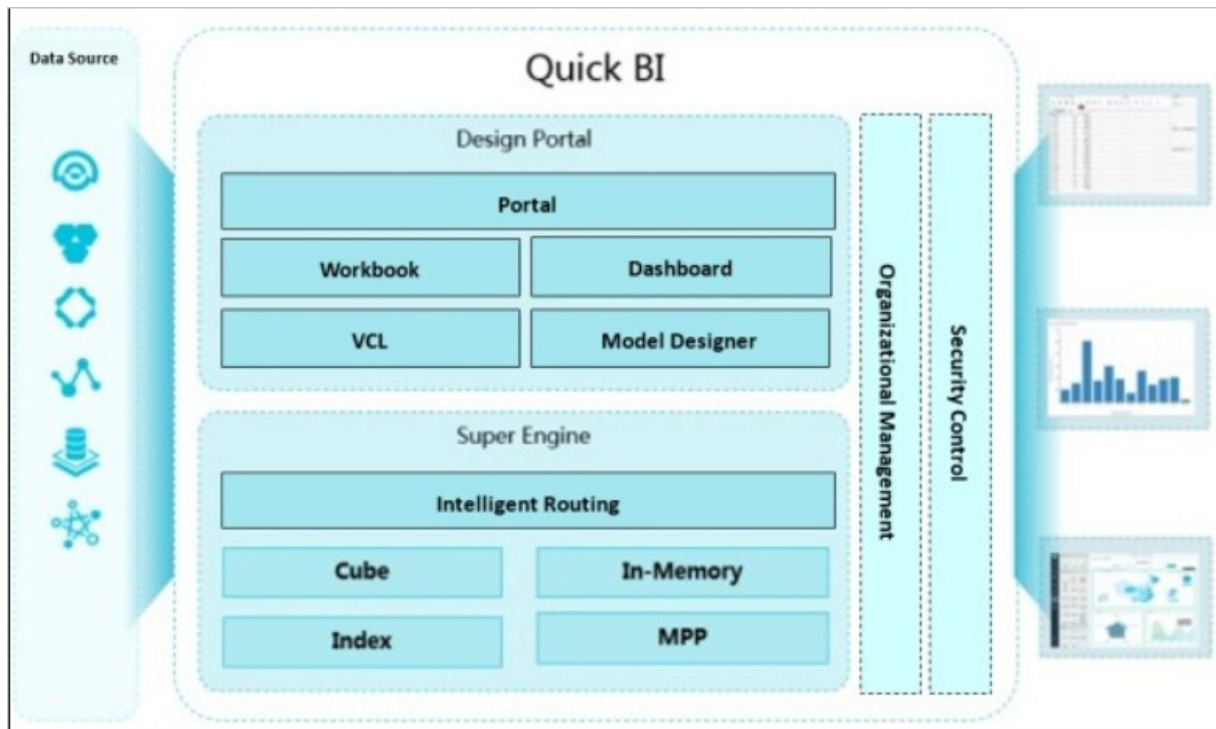 Data Source
Quick BI
Design Portal
Portal
Workbook
Dashboard
VCL
Model Designer
Super Engine
Intelligent Routing
Cube
In-Memory
Index
MPP
Organizational Management
Security Control